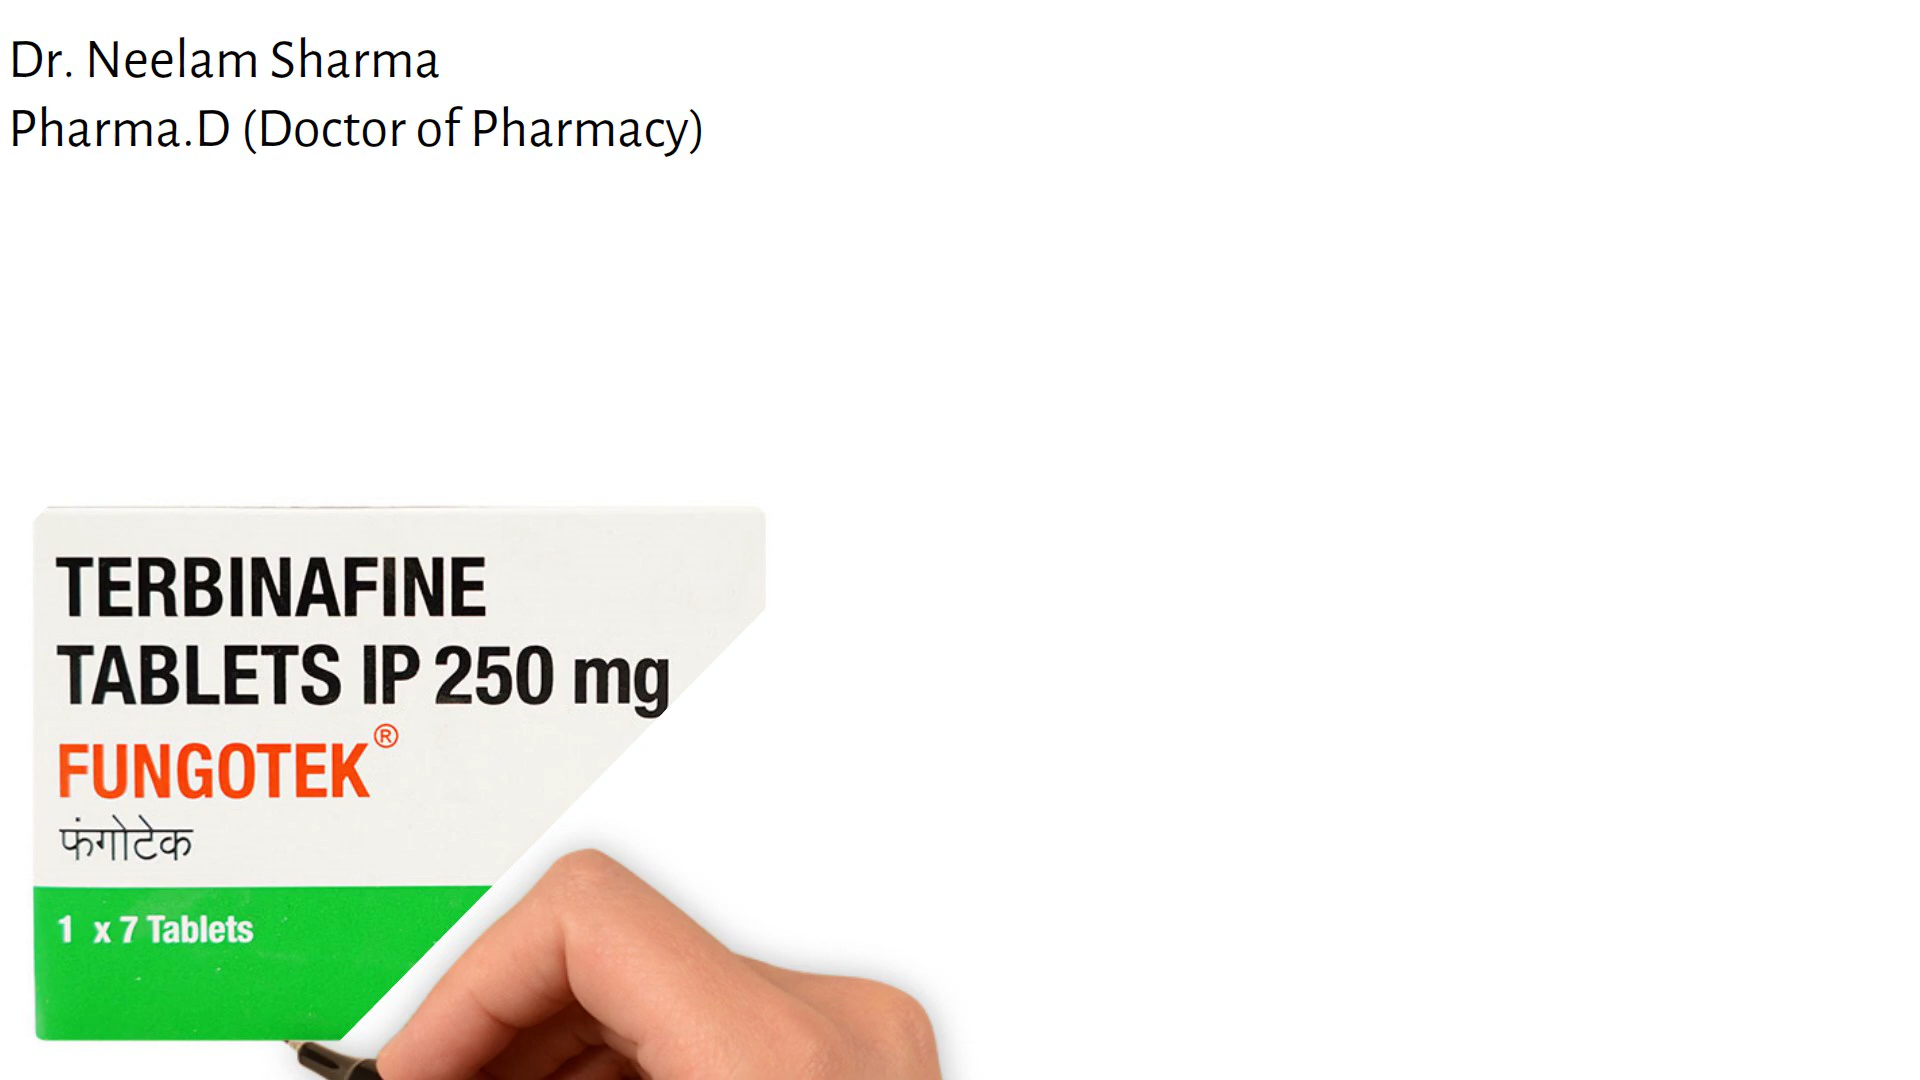 Dr. Neelam Sharma
Pharma.D (Doctor of Pharmacy)
TERBINAFINE
TABLETS IP 250 mg
FUNGOTEK®
फंगोटेक
1 x 7 Tablets